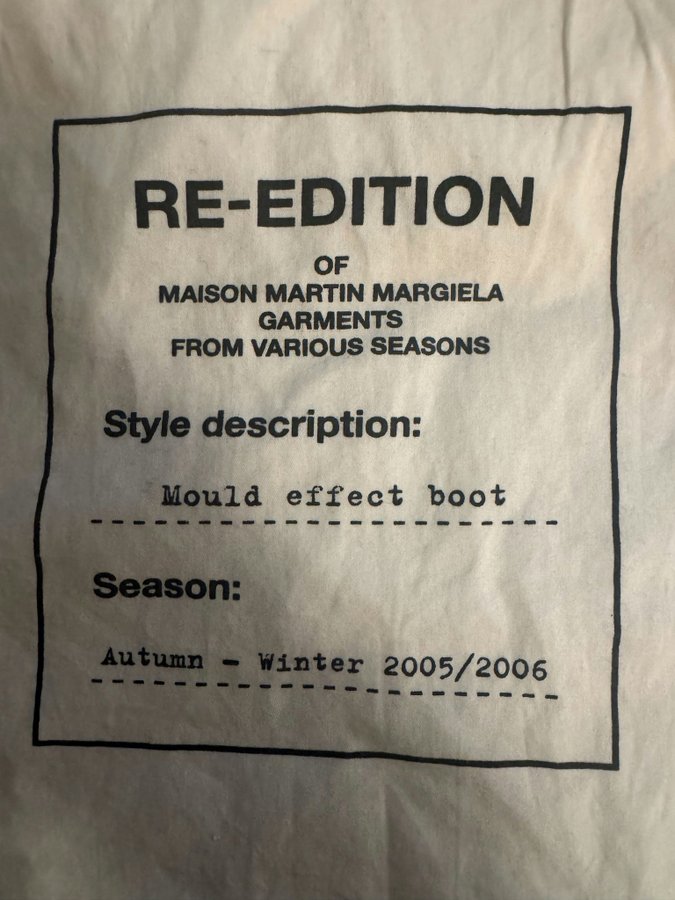 RE-EDITION
OF
MAISON MARTIN MARGIELA
GARMENTS
FROM VARIOUS SEASONS
Style description:
Mould effect boot
Season:
Autumn - Winter 2005/2006